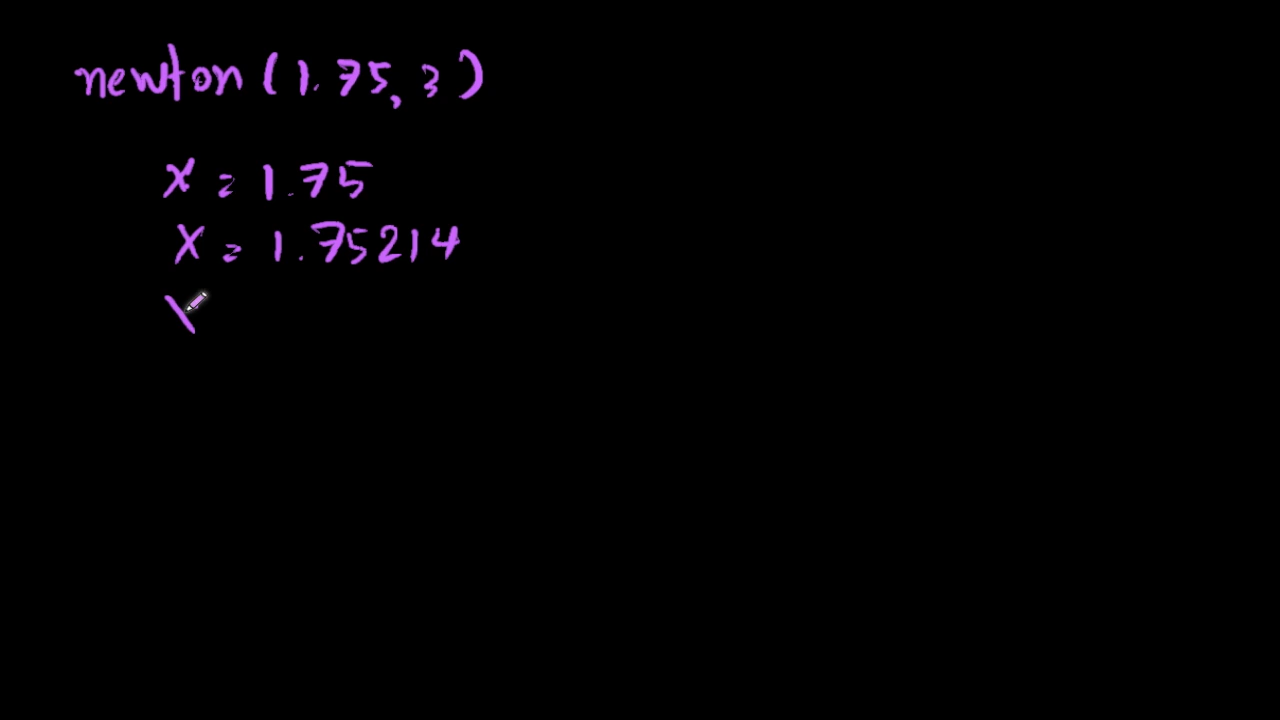 newton (1.75, 3)
x = 1.75
x = 1.75214